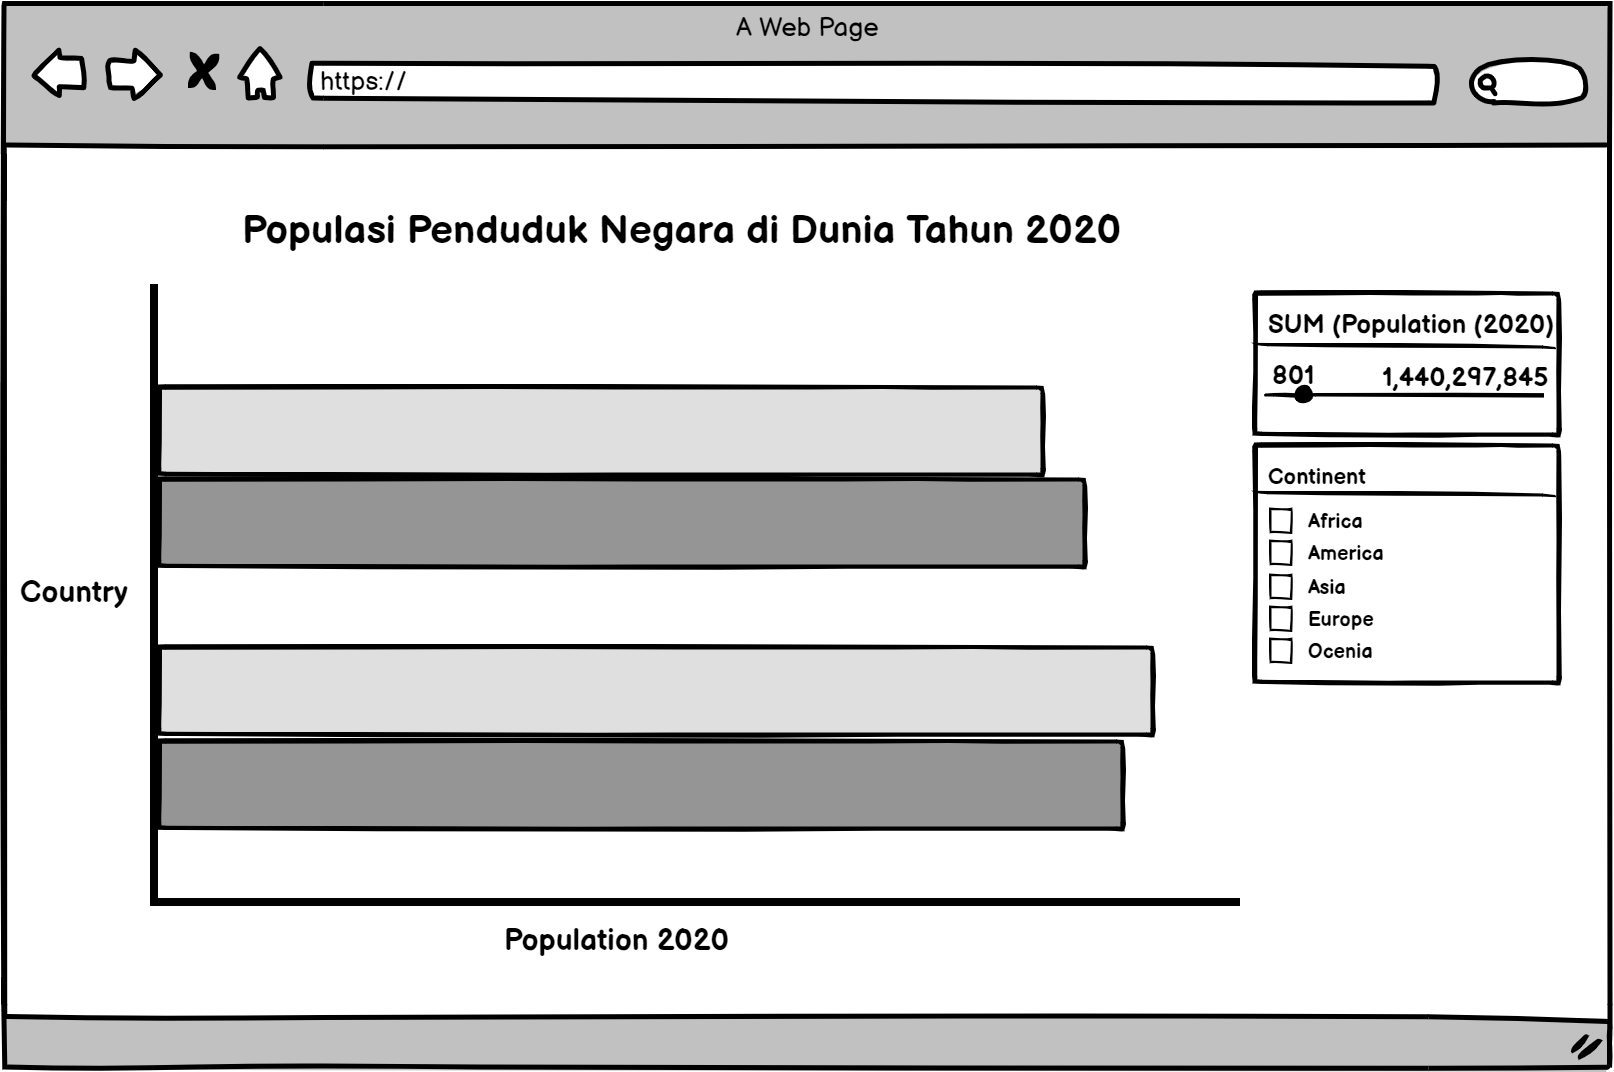 A Web Page
https://
Populasi Penduduk Negara di Dunia Tahun 2020
SUM (Population (2020)
801 1,440,297,845
Continent
Africa
America
Asia
Europe
Ocenia
Country
Population 2020